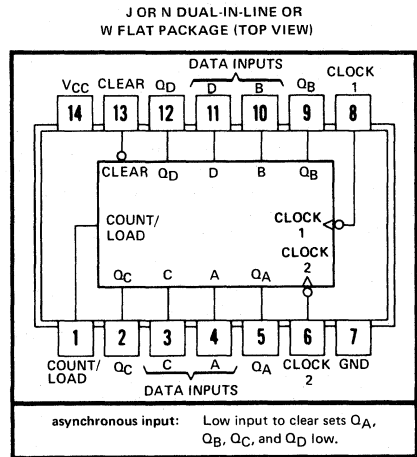 J OR N DUAL-IN-LINE OR
W FLAT PACKAGE (TOP VIEW)
DATA INPUTS
VCC CLEAR QD D B QB CLOCK 1
14 13 12 11 10 9 8
CLEAR QD D B QB
COUNT/
LOAD
CLOCK
1
CLOCK
2
QC C A QA
1 2 3 4 5 6 7
COUNT/
LOAD
QC C A QA CLOCK
2
GND
DATA INPUTS
asynchronous input: Low input to clear sets QA,
QB, QC, and QD low.